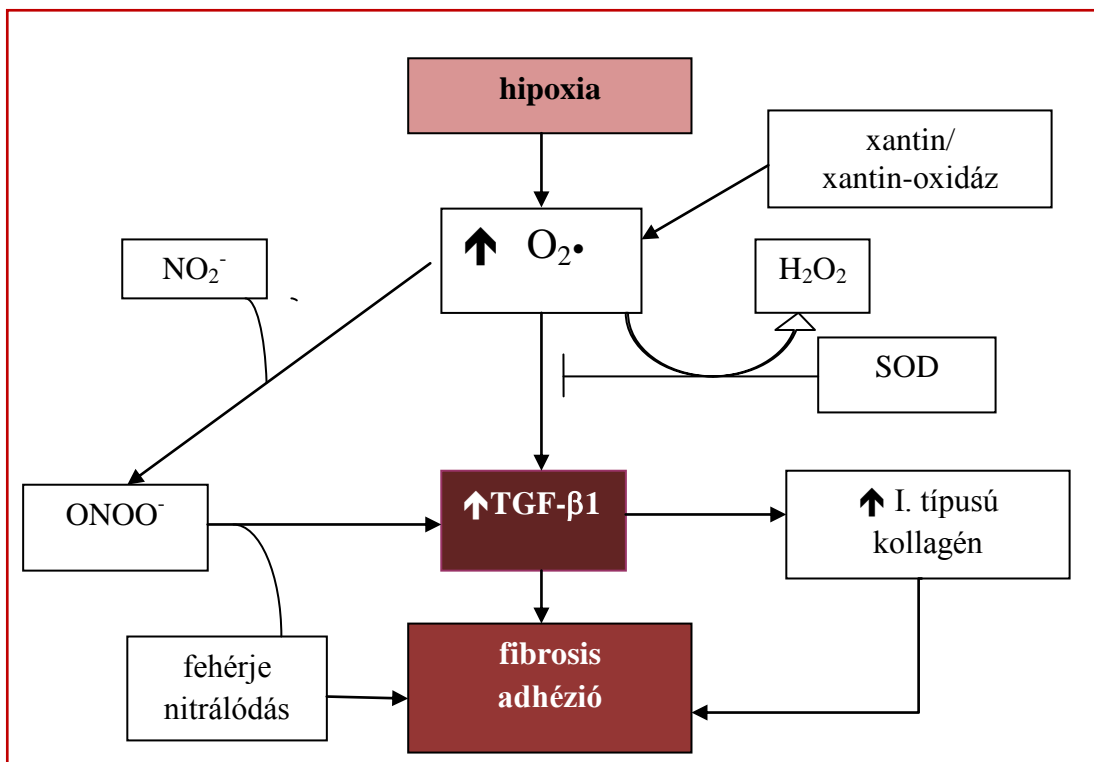 hipoxia
xantin/
xantin-oxidáz
↑ O₂•
NO₂⁻
H₂O₂
SOD
ONOO⁻
↑TGF-β1
↑ I. típusú
kollagén
fehérje
nitrálódás
fibrosis
adhézió